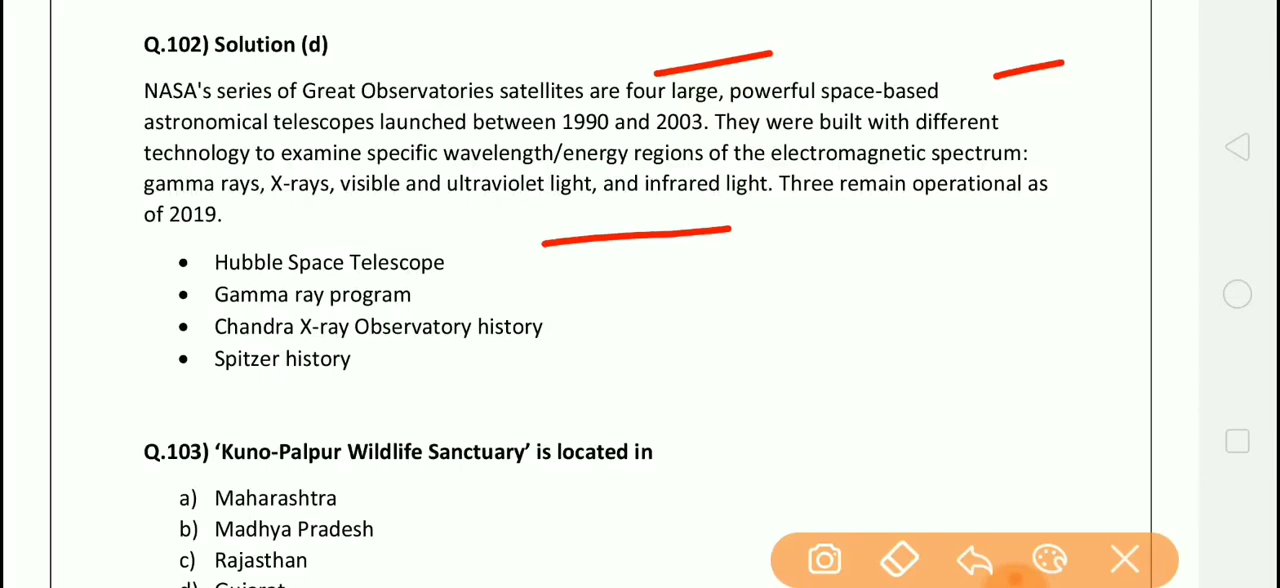 Q.102) Solution (d)
NASA's series of Great Observatories satellites are four large, powerful space-based
astronomical telescopes launched between 1990 and 2003. They were built with different
technology to examine specific wavelength/energy regions of the electromagnetic spectrum:
gamma rays, X-rays, visible and ultraviolet light, and infrared light. Three remain operational as
of 2019.
• Hubble Space Telescope
• Gamma ray program
• Chandra X-ray Observatory history
• Spitzer history
Q.103) ‘Kuno-Palpur Wildlife Sanctuary’ is located in
a) Maharashtra
b) Madhya Pradesh
c) Rajasthan
d) Gujarat